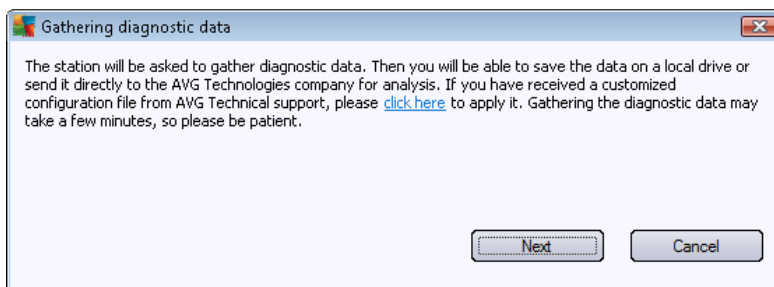 Gathering diagnostic data
The station will be asked to gather diagnostic data. Then you will be able to save the data on a local drive or
send it directly to the AVG Technologies company for analysis. If you have received a customized
configuration file from AVG Technical support, please click here to apply it. Gathering the diagnostic data may
take a few minutes, so please be patient.
Next
Cancel